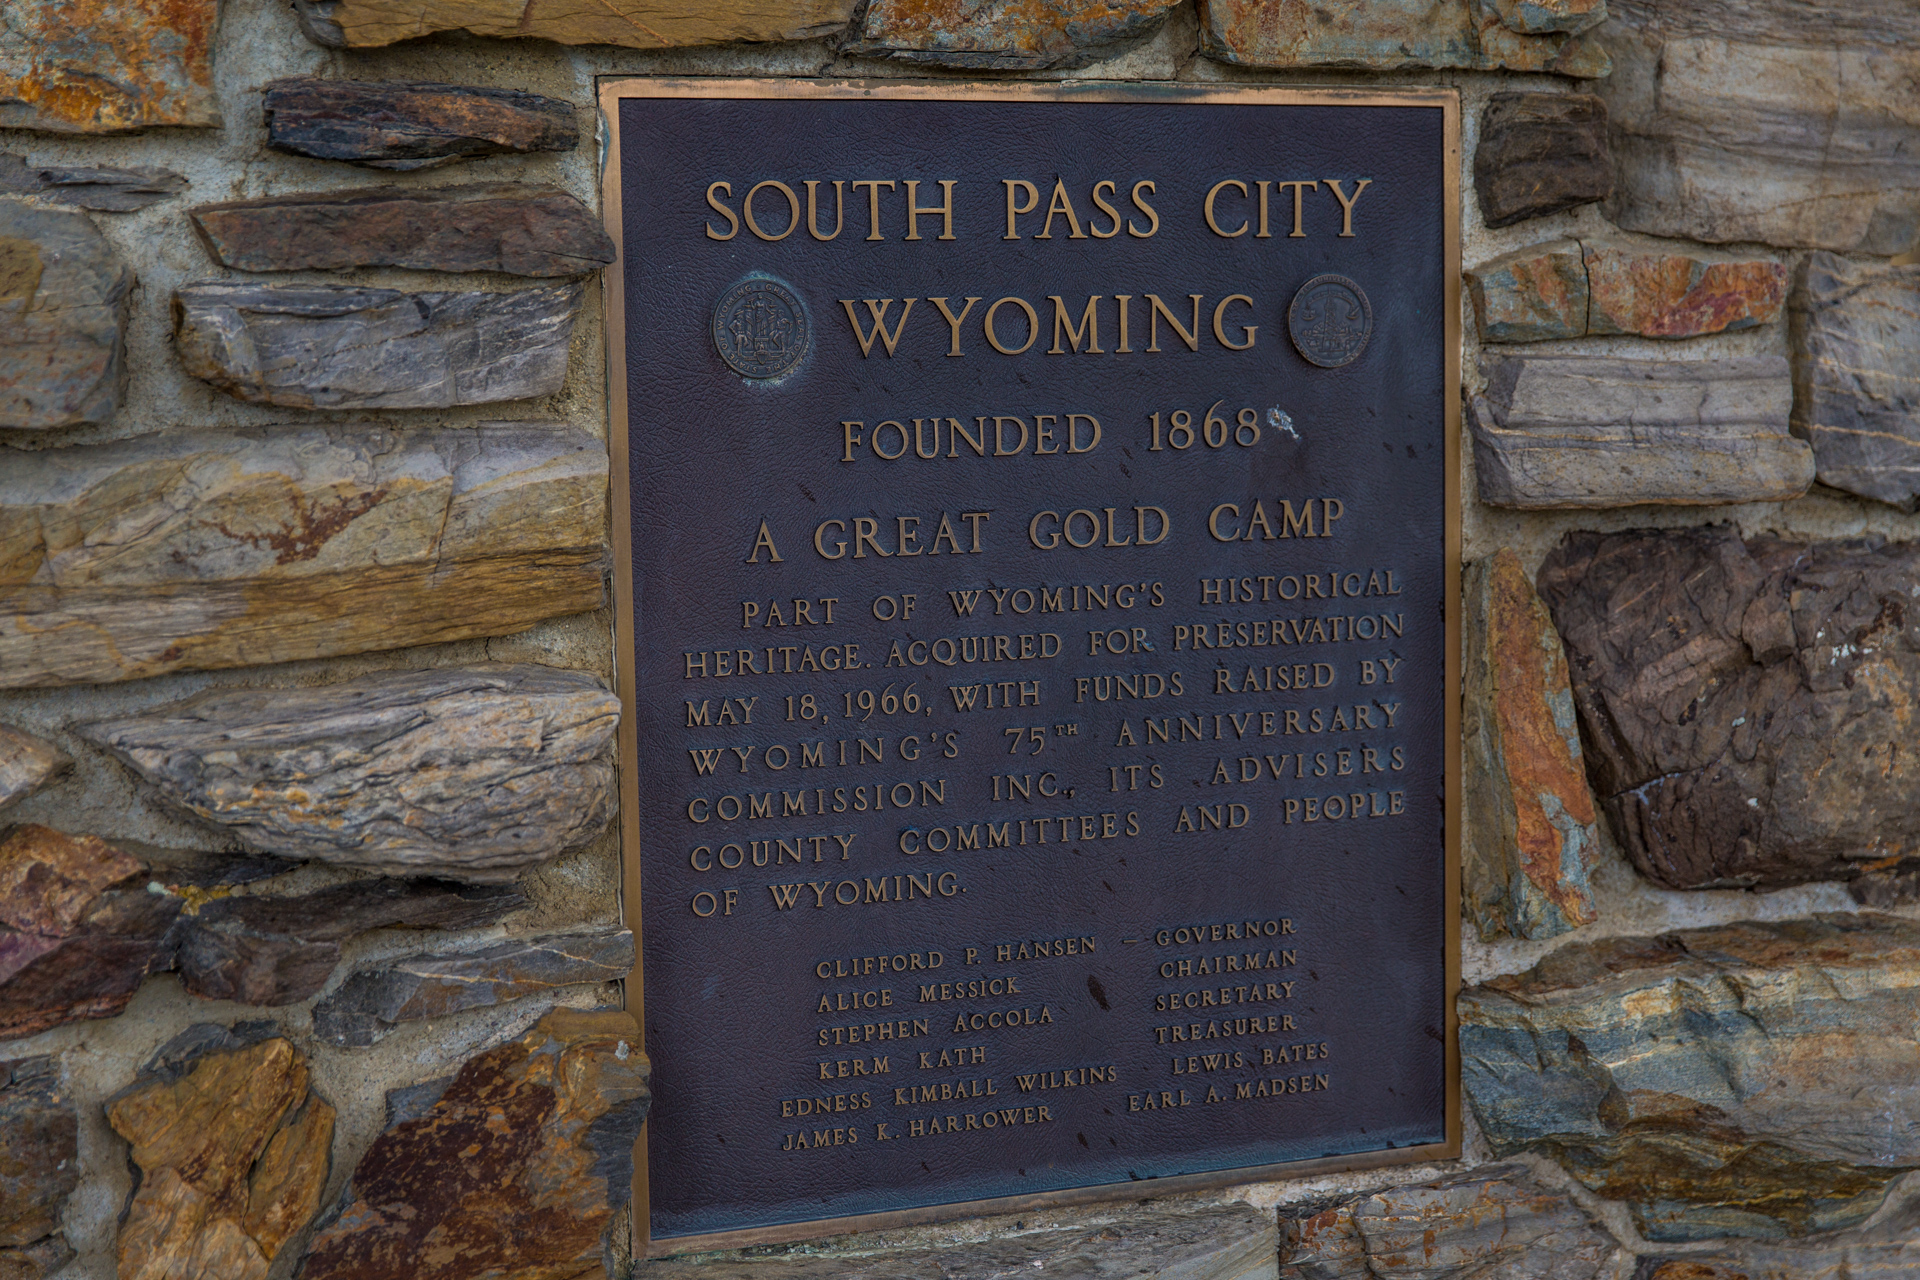 SOUTH PASS CITY
WYOMING
FOUNDED 1868
A GREAT GOLD CAMP
PART OF WYOMING'S HISTORICAL
HERITAGE. ACQUIRED FOR PRESERVATION
MAY 18, 1966, WITH FUNDS RAISED BY
WYOMING'S 75TH ANNIVERSARY
COMMISSION INC., ITS ADVISERS
COUNTY COMMITTEES AND PEOPLE
OF WYOMING.
CLIFFORD P. HANSEN — GOVERNOR
ALICE MESSICK CHAIRMAN
STEPHEN ACCOLA SECRETARY
KERM KATH TREASURER
EDNESS KIMBALL WILKINS LEWIS BATES
JAMES K. HARROWER EARL A. MADSEN